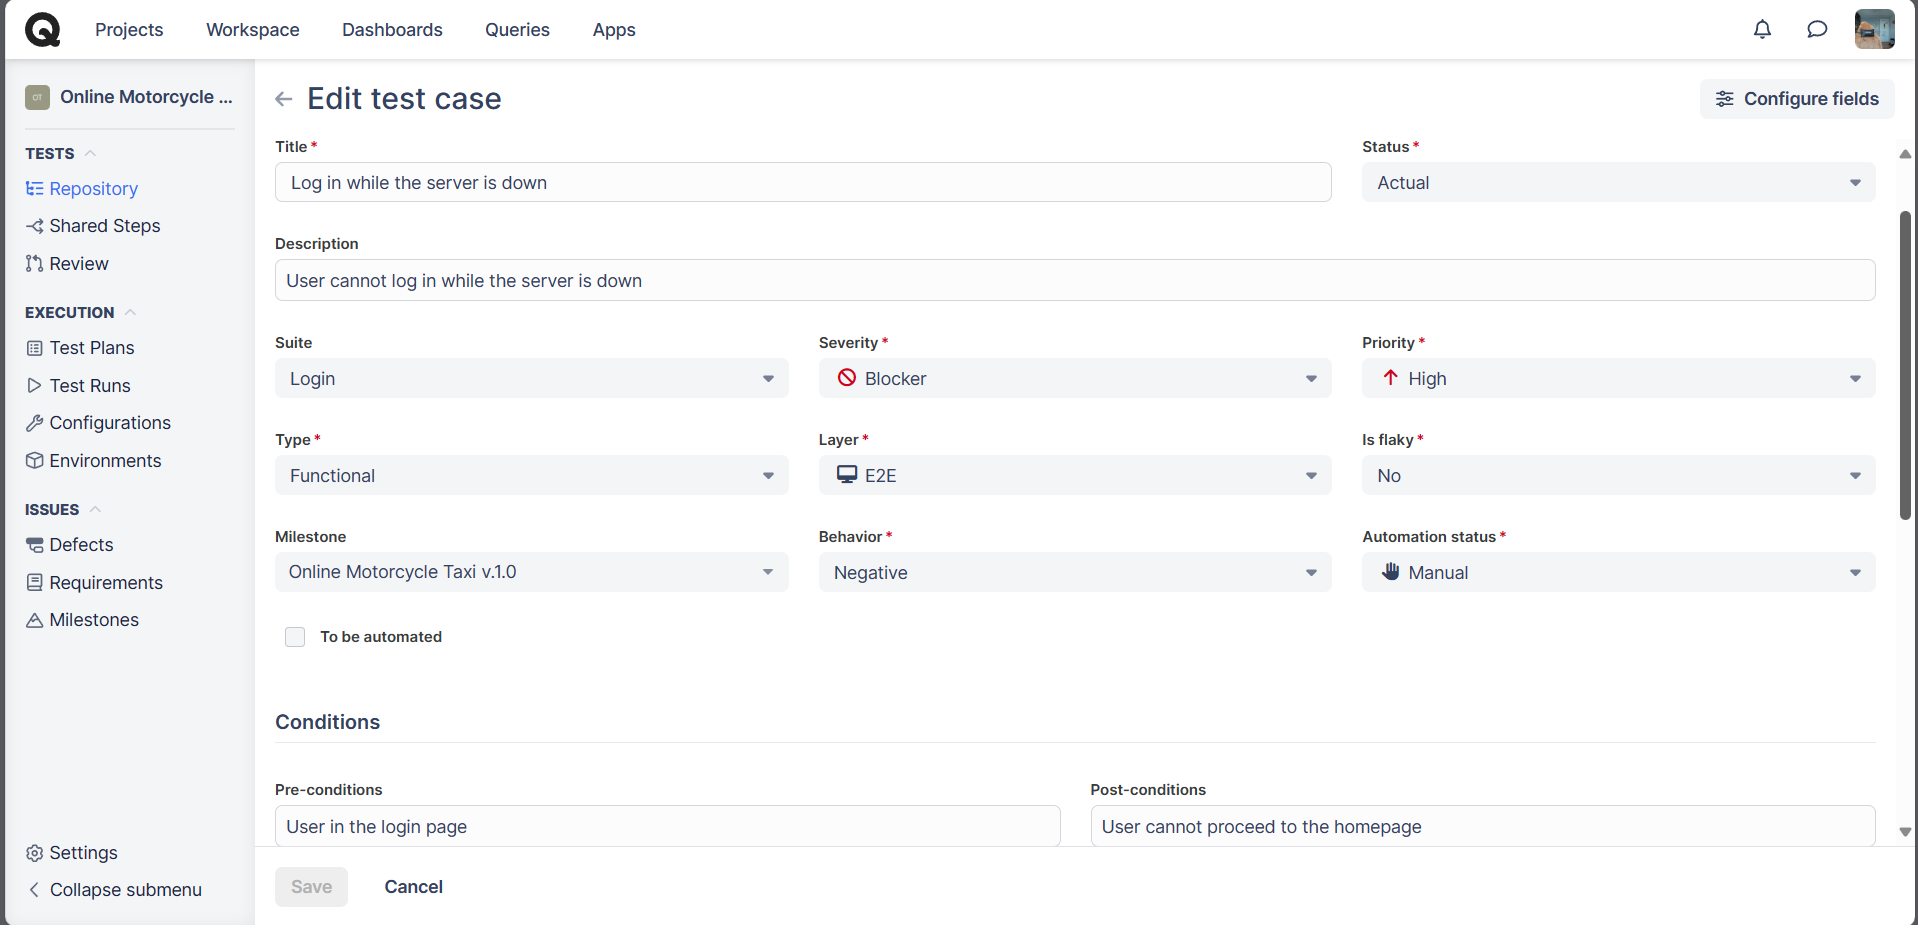 Projects Workspace Dashboards Queries Apps
OT Online Motorcycle ...
TESTS
Repository
Shared Steps
Review
EXECUTION
Test Plans
Test Runs
Configurations
Environments
ISSUES
Defects
Requirements
Milestones
Settings
Collapse submenu
Edit test case
Configure fields
Title*
Status*
Log in while the server is down
Actual
Description
User cannot log in while the server is down
Suite
Severity*
Priority*
Login
Blocker
High
Type*
Layer*
Is flaky*
Functional
E2E
No
Milestone
Behavior*
Automation status*
Online Motorcycle Taxi v.1.0
Negative
Manual
To be automated
Conditions
Pre-conditions
Post-conditions
User in the login page
User cannot proceed to the homepage
Save
Cancel